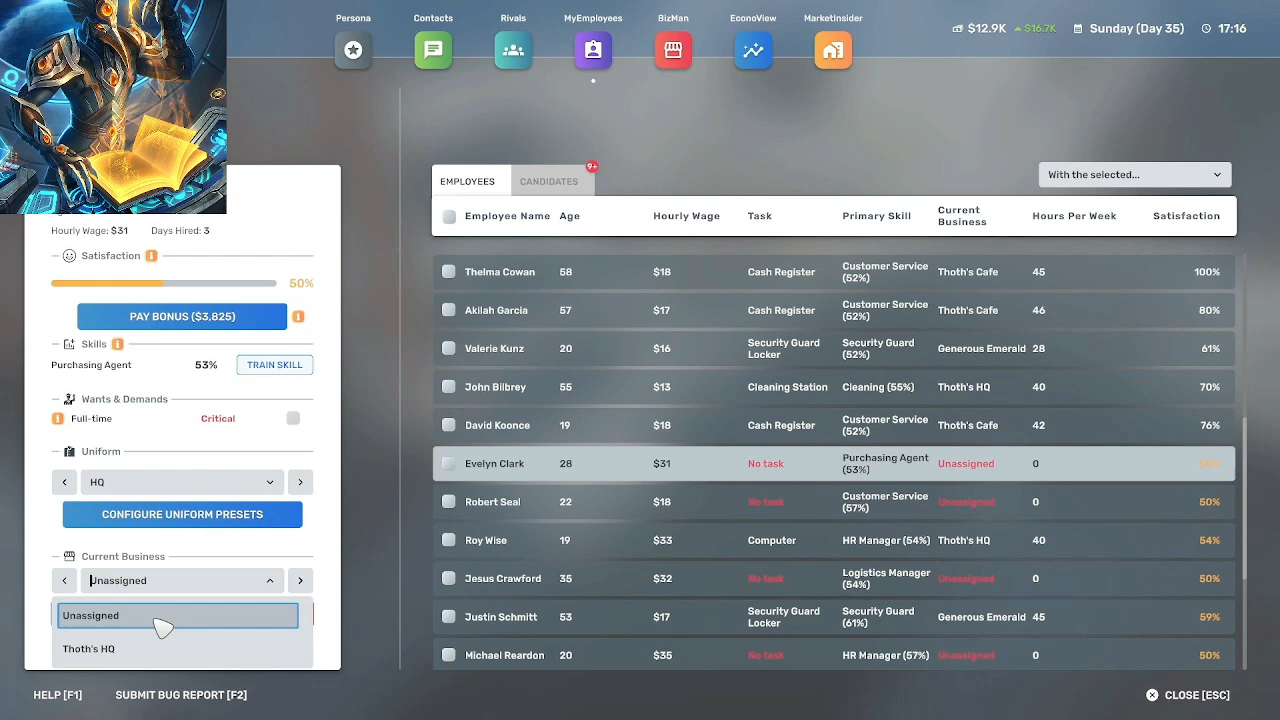 Persona
Contacts
Rivals
MyEmployees
BizMan
EconoView
MarketInsider
$12.9K
$16.7K
Sunday (Day 35)
17:16
Hourly Wage: $31
Days Hired: 3
Satisfaction
50%
PAY BONUS ($3,825)
Skills
Purchasing Agent
53%
TRAIN SKILL
Wants & Demands
Full-time
Critical
Uniform
HQ
CONFIGURE UNIFORM PRESETS
Current Business
Unassigned
Unassigned
Thoth's HQ
EMPLOYEES
CANDIDATES
9+
With the selected...
Employee Name
Age
Hourly Wage
Task
Primary Skill
Current
Business
Hours Per Week
Satisfaction
Thelma Cowan
58
$18
Cash Register
Customer Service
(52%)
Thoth's Cafe
45
100%
Akilah Garcia
57
$17
Cash Register
Customer Service
(52%)
Thoth's Cafe
46
80%
Valerie Kunz
20
$16
Security Guard
Locker
Security Guard
(52%)
Generous Emerald
28
61%
John Bilbrey
55
$13
Cleaning Station
Cleaning (55%)
Thoth's HQ
40
70%
David Koonce
19
$18
Cash Register
Customer Service
(52%)
Thoth's Cafe
42
76%
Evelyn Clark
28
$31
No task
Purchasing Agent
(53%)
Unassigned
0
50%
Robert Seal
22
$18
No task
Customer Service
(57%)
Unassigned
0
50%
Roy Wise
19
$33
Computer
HR Manager (54%)
Thoth's HQ
40
54%
Jesus Crawford
35
$32
No task
Logistics Manager
(54%)
Unassigned
0
50%
Justin Schmitt
53
$17
Security Guard
Locker
Security Guard
(61%)
Generous Emerald
45
59%
Michael Reardon
20
$35
No task
HR Manager (57%)
Unassigned
0
50%
HELP [F1]
SUBMIT BUG REPORT [F2]
CLOSE [ESC]